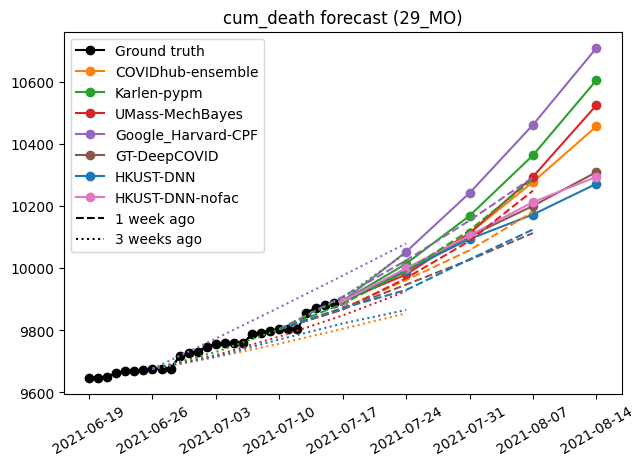 cum_death forecast (29_MO)
Ground truth
COVIDhub-ensemble
Karlen-pypm
UMass-MechBayes
Google_Harvard-CPF
GT-DeepCOVID
HKUST-DNN
HKUST-DNN-nofac
1 week ago
3 weeks ago
10600
10400
10200
10000
9800
9600
2021-06-19
2021-06-26
2021-07-03
2021-07-10
2021-07-17
2021-07-24
2021-07-31
2021-08-07
2021-08-14